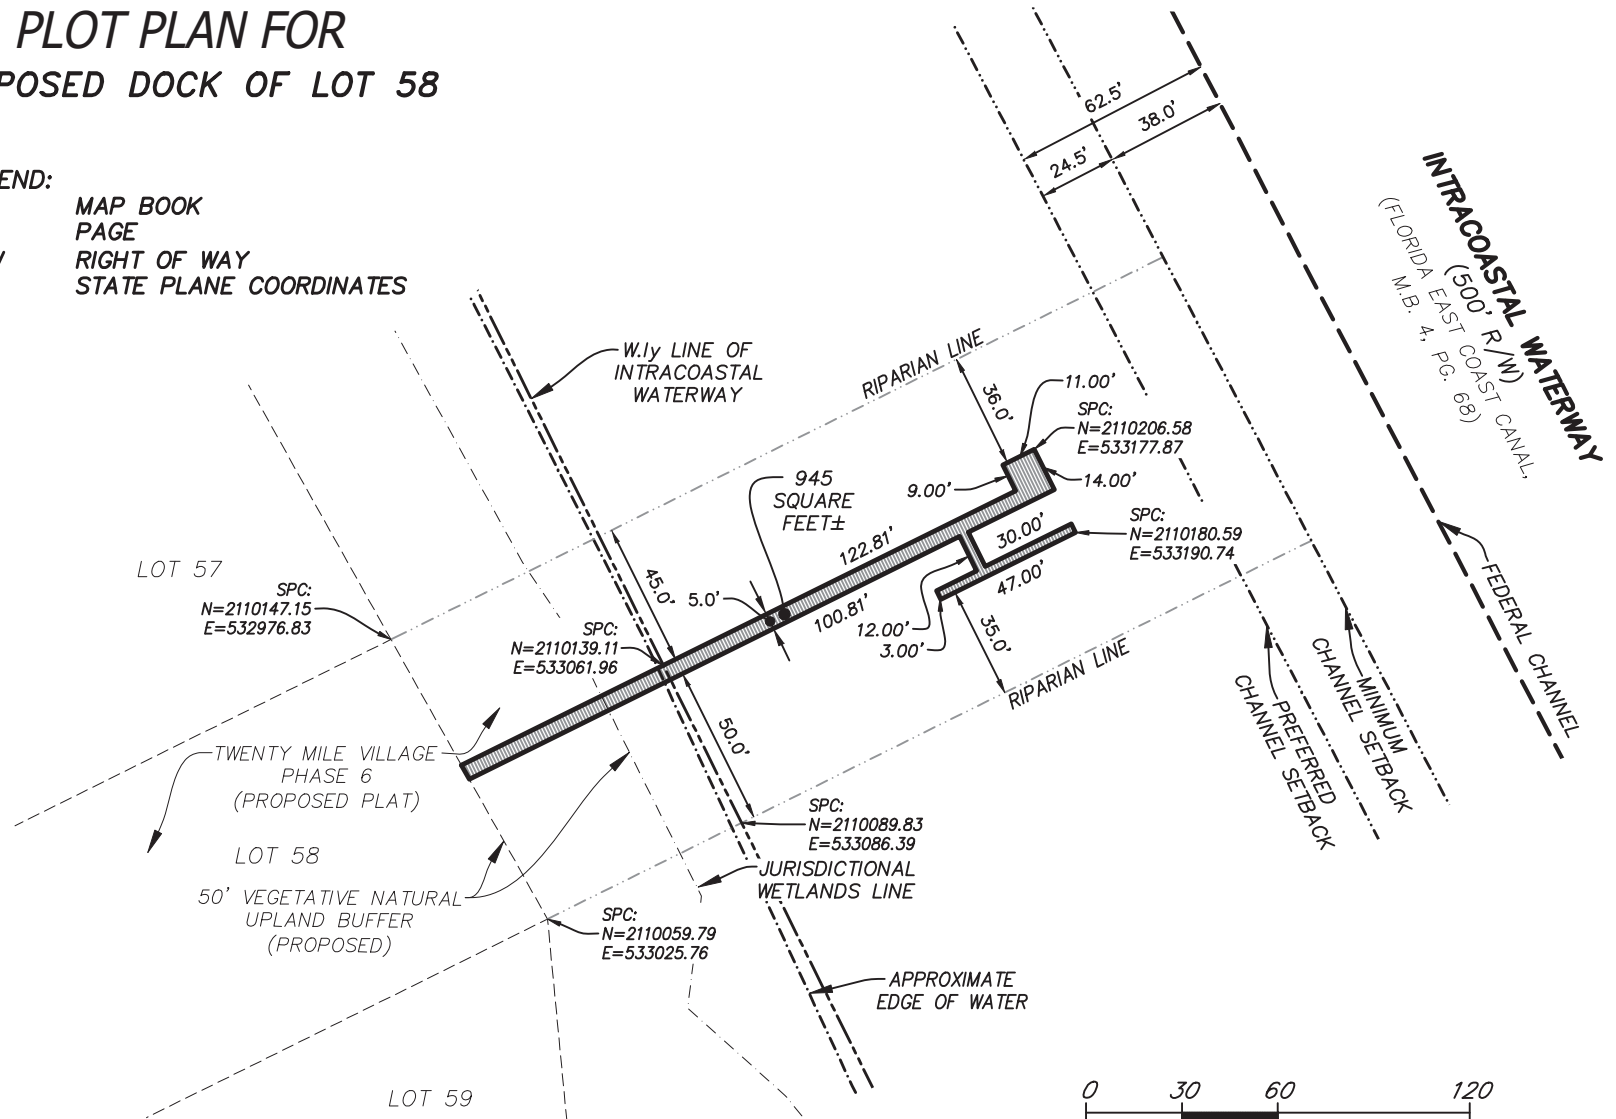 PLOT PLAN FOR
POSED DOCK OF LOT 58
END:
MAP BOOK
PAGE
RIGHT OF WAY
STATE PLANE COORDINATES
62.5'
38.0'
24.5'
INTRACOASTAL WATERWAY
(500' R/W)
(FLORIDA EAST COAST CANAL,
M.B. 4, PG. 68)
W.ly LINE OF
INTRACOASTAL
WATERWAY
RIPARIAN LINE
36.0'
11.00'
SPC:
N=2110206.58
E=533177.87
9.00'
14.00'
945
SQUARE
FEET±
SPC:
N=2110180.59
E=533190.74
122.81'
30.00'
47.00'
LOT 57
SPC:
N=2110147.15
E=532976.83
45.0'
5.0'
100.81'
12.00'
3.00'
35.0'
SPC:
N=2110139.11
E=533061.96
RIPARIAN LINE
FEDERAL CHANNEL
MINIMUM
CHANNEL SETBACK
PREFERRED
CHANNEL SETBACK
50.0'
TWENTY MILE VILLAGE
PHASE 6
(PROPOSED PLAT)
SPC:
N=2110089.83
E=533086.39
LOT 58
JURISDICTIONAL
WETLANDS LINE
50' VEGETATIVE NATURAL
UPLAND BUFFER
(PROPOSED)
SPC:
N=2110059.79
E=533025.76
APPROXIMATE
EDGE OF WATER
LOT 59
0 30 60 120